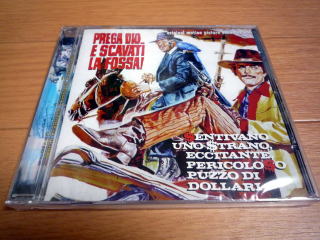 original motion picture
PREGA DIO...
E SCAVATI
LA FOSSA!
SENTIVANO
UNO STRANO,
ECCITANTE,
PERICOLOSO
PUZZO DI
DOLLARI